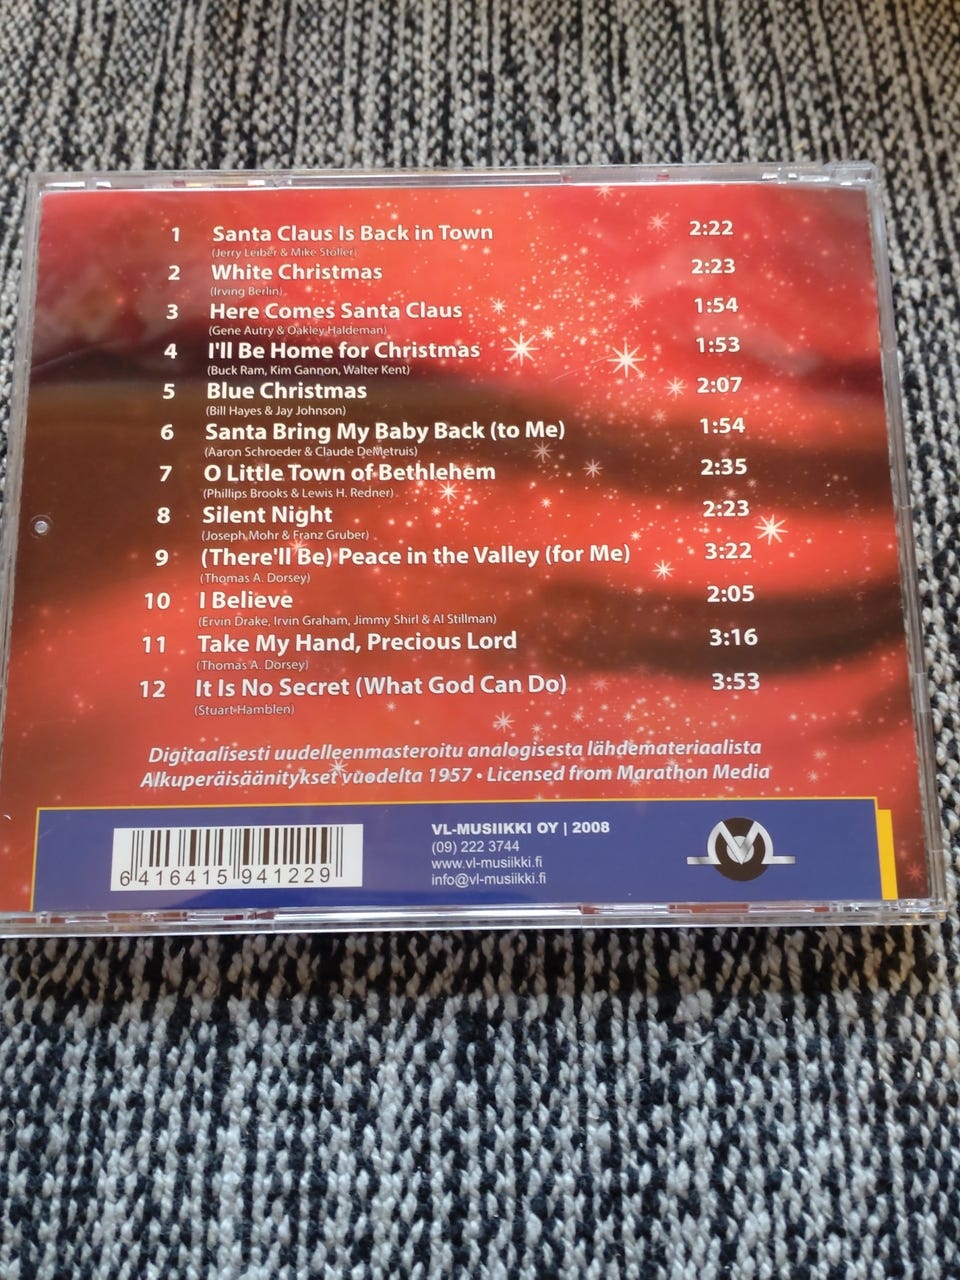 1 Santa Claus Is Back in Town 2:22
(Jerry Leiber & Mike Stoller)
2 White Christmas 2:23
(Irving Berlin)
3 Here Comes Santa Claus 1:54
(Gene Autry & Oakley Haldeman)
4 I'll Be Home for Christmas 1:53
(Buck Ram, Kim Gannon, Walter Kent)
5 Blue Christmas 2:07
(Bill Hayes & Jay Johnson)
6 Santa Bring My Baby Back (to Me) 1:54
(Aaron Schroeder & Claude DeMetruis)
7 O Little Town of Bethlehem 2:35
(Phillips Brooks & Lewis H. Redner)
8 Silent Night 2:23
(Joseph Mohr & Franz Gruber)
9 (There'll Be) Peace in the Valley (for Me) 3:22
(Thomas A. Dorsey)
10 I Believe 2:05
(Ervin Drake, Irvin Graham, Jimmy Shirl & Al Stillman)
11 Take My Hand, Precious Lord 3:16
(Thomas A. Dorsey)
12 It Is No Secret (What God Can Do) 3:53
(Stuart Hamblen)
Digitaalisesti uudelleenmasteroitu analogisesta lähdemateriaalista
Alkuperäisäänitykset vuodelta 1957 • Licensed from Marathon Media
VL-MUSIIKKI OY | 2008
(09) 222 3744
www.vl-musiikki.fi
info@vl-musiikki.fi
6 416415 941229